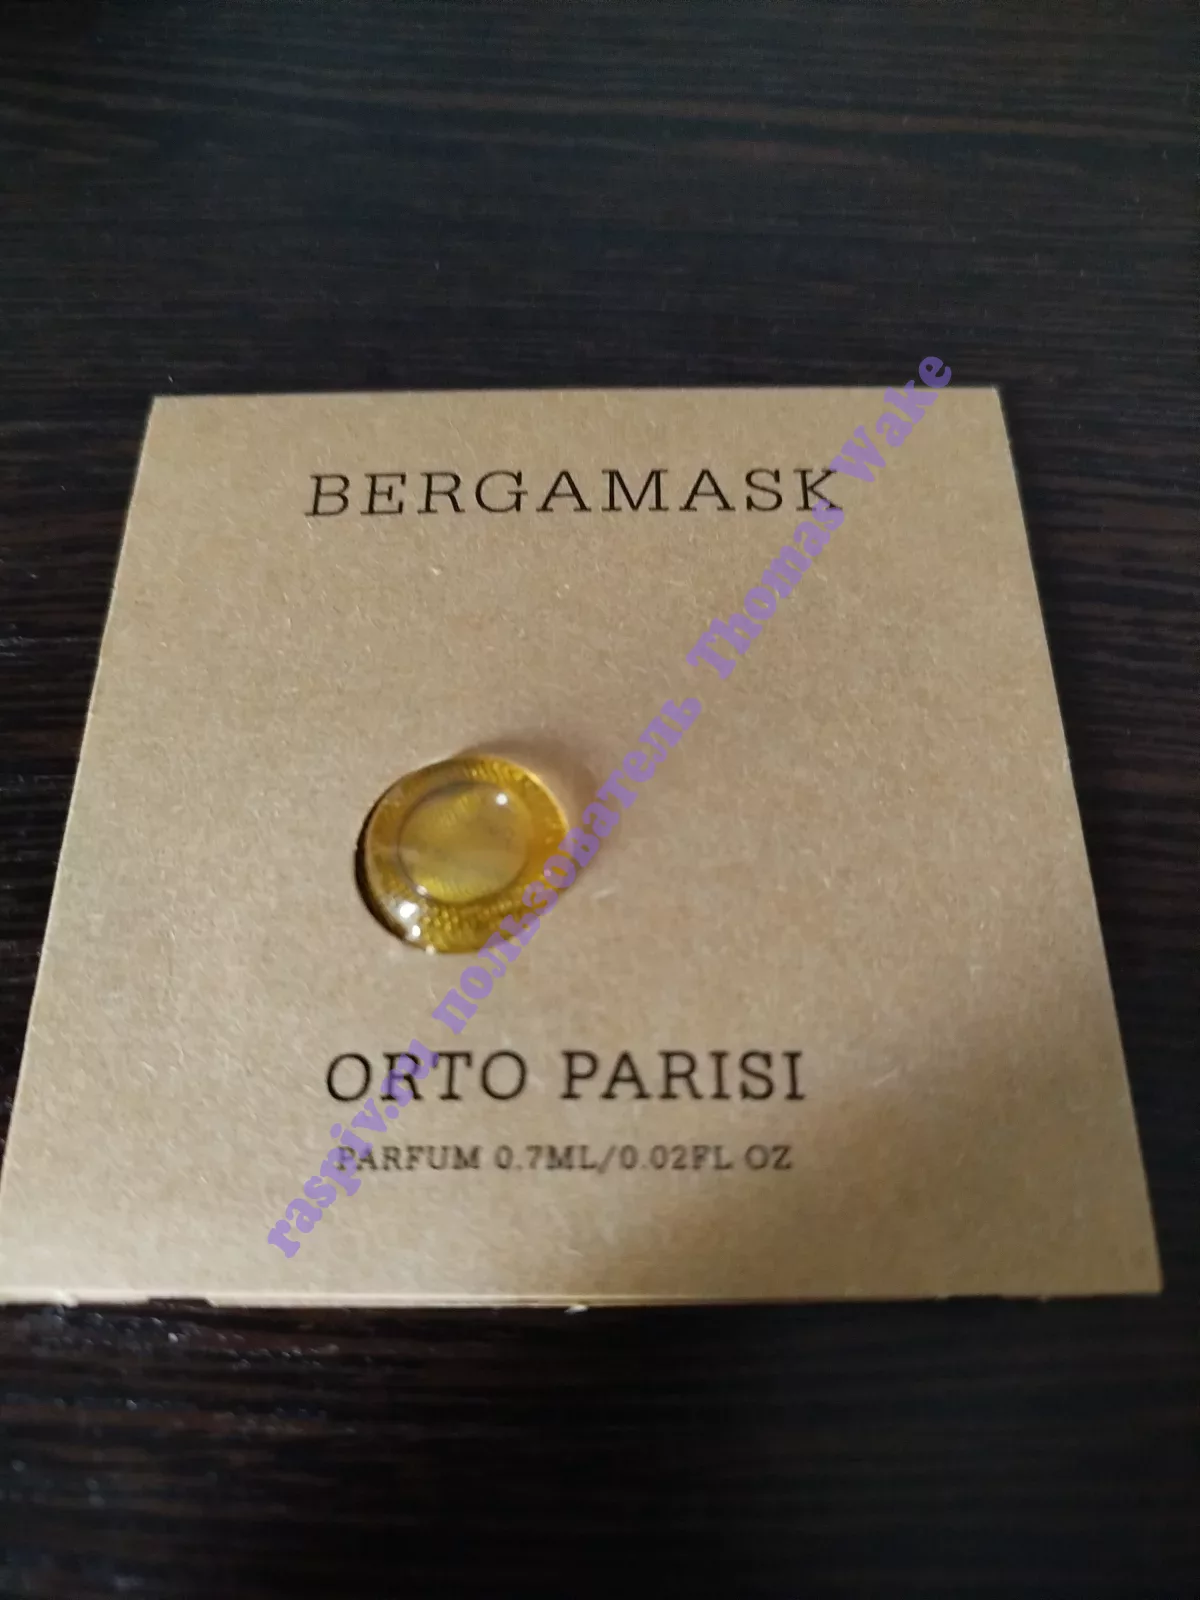 BERGAMASK
ORTO PARISI
PARFUM 0.7ML/0.02FL OZ
raspiv.ru пользователь Thomas Wake